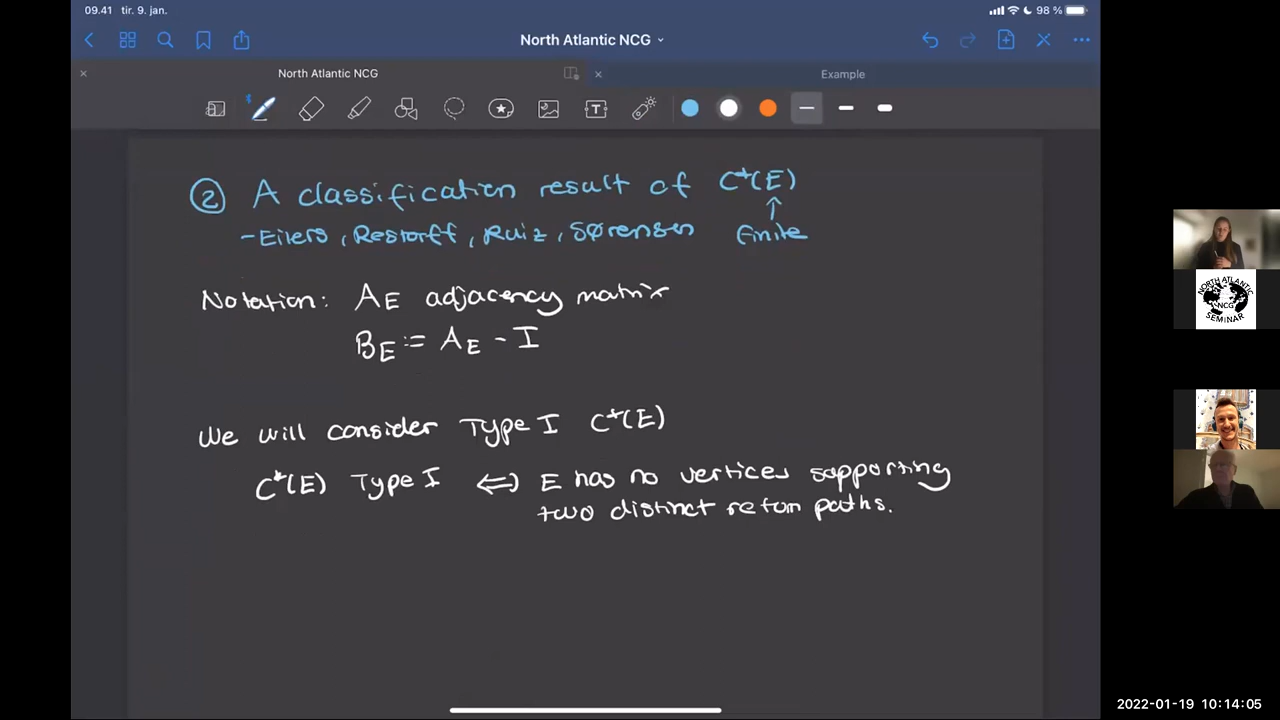 09.41 tir. 9. jan.
98 %
North Atlantic NCG
North Atlantic NCG
Example
② A classification result of C*(E)
↑
- Eilers, Restorff, Ruiz, Sørensen finite
Notation: A_E adjacency matrix
B_E := A_E - I
We will consider Type I C*(E)
C*(E) Type I ⟺ E has no vertices supporting
two distinct return paths.
NORTH ATLANTIC
NCG
SEMINAR
2022-01-19 10:14:05